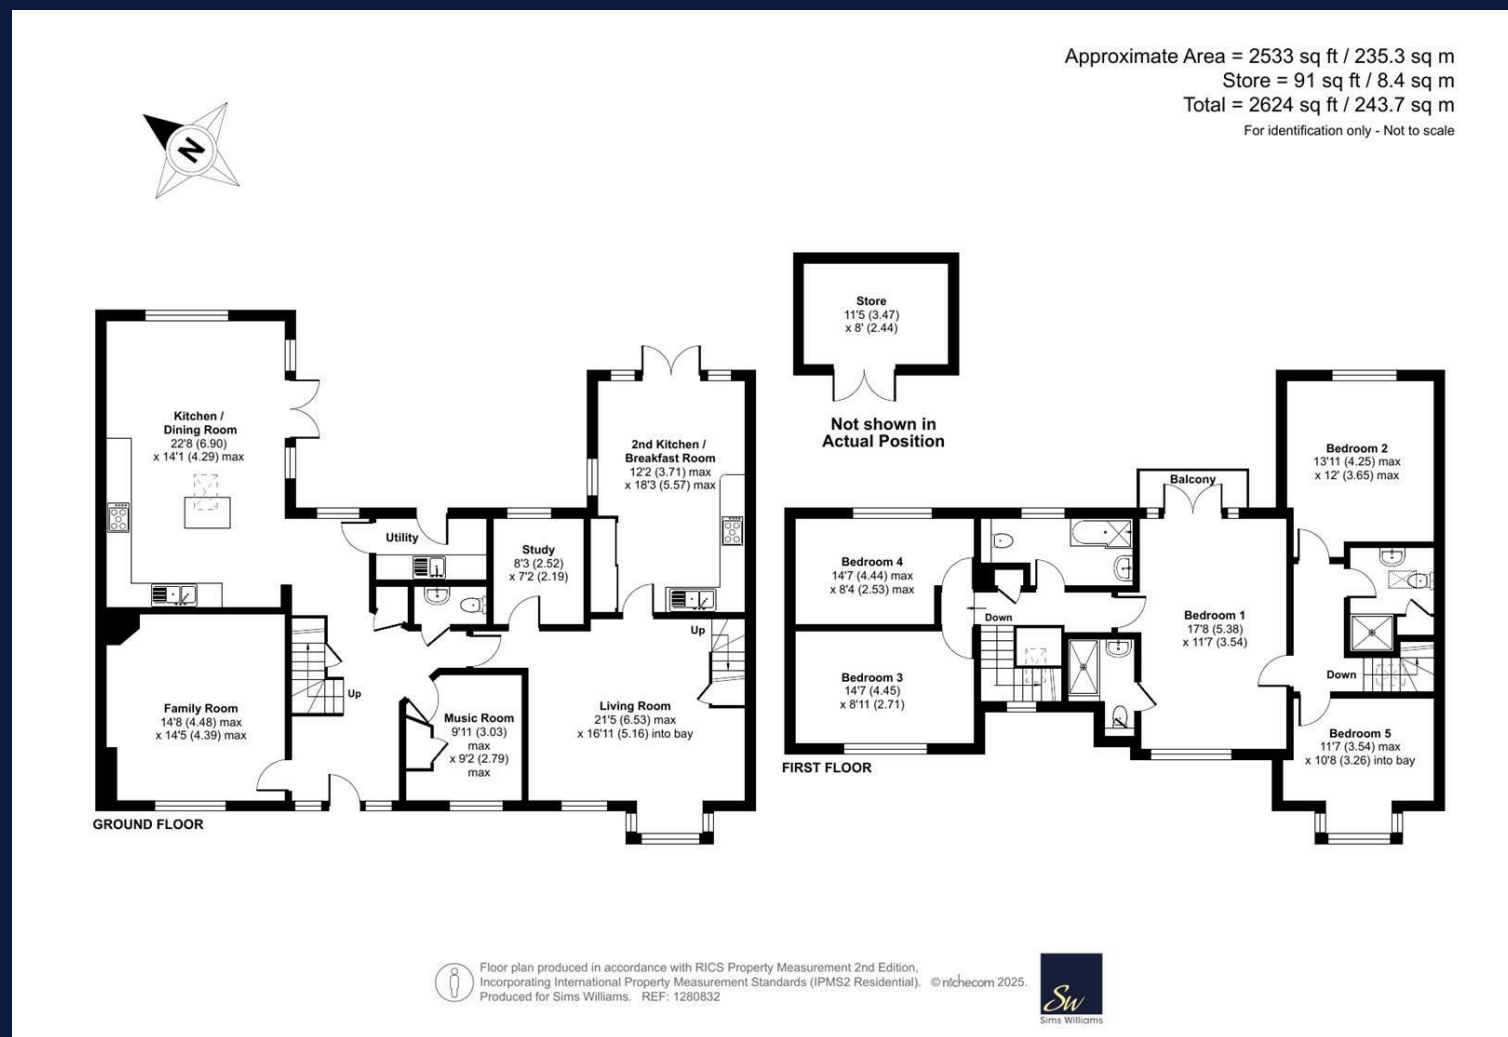 Approximate Area = 2533 sq ft / 235.3 sq m
Store = 91 sq ft / 8.4 sq m
Total = 2624 sq ft / 243.7 sq m
For identification only - Not to scale
N
Store
11'5 (3.47)
x 8' (2.44)
Not shown in
Actual Position
Kitchen /
Dining Room
22'8 (6.90)
x 14'1 (4.29) max
2nd Kitchen /
Breakfast Room
12'2 (3.71) max
x 18'3 (5.57) max
Utility
Study
8'3 (2.52)
x 7'2 (2.19)
Up
Up
Family Room
14'8 (4.48) max
x 14'5 (4.39) max
Music Room
9'11 (3.03)
max
x 9'2 (2.79)
max
Living Room
21'5 (6.53) max
x 16'11 (5.16) into bay
GROUND FLOOR
Bedroom 2
13'11 (4.25) max
x 12' (3.65) max
Balcony
Bedroom 4
14'7 (4.44) max
x 8'4 (2.53) max
Down
Bedroom 1
17'8 (5.38)
x 11'7 (3.54)
Bedroom 3
14'7 (4.45)
x 8'11 (2.71)
Down
Bedroom 5
11'7 (3.54) max
x 10'8 (3.26) into bay
FIRST FLOOR
Floor plan produced in accordance with RICS Property Measurement 2nd Edition,
Incorporating International Property Measurement Standards (IPMS2 Residential). © nichecom 2025.
Produced for Sims Williams. REF: 1280832
Sw
Sims Williams